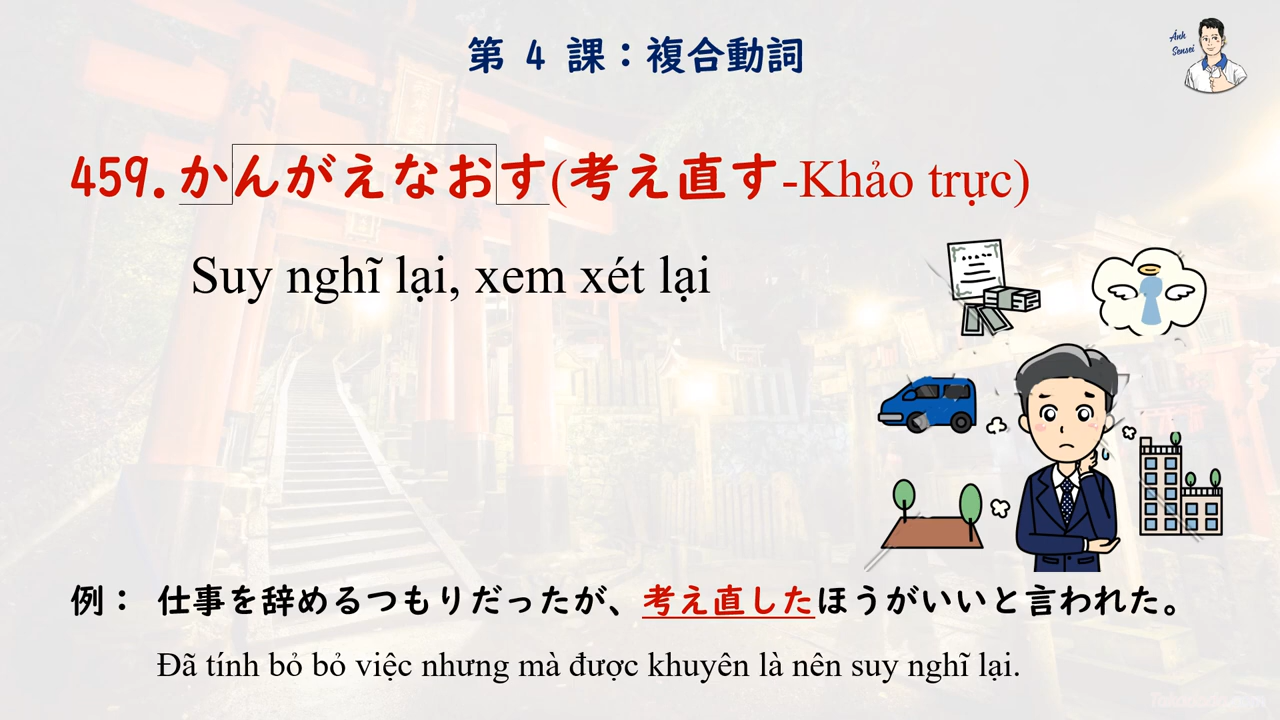 第 4 課：複合動詞
Ánh
Sensei
459. かんがえなおす(考え直す-Khảo trực)
Suy nghĩ lại, xem xét lại
例： 仕事を辞めるつもりだったが、考え直したほうがいいと言われた。
Đã tính bỏ bỏ việc nhưng mà được khuyên là nên suy nghĩ lại.